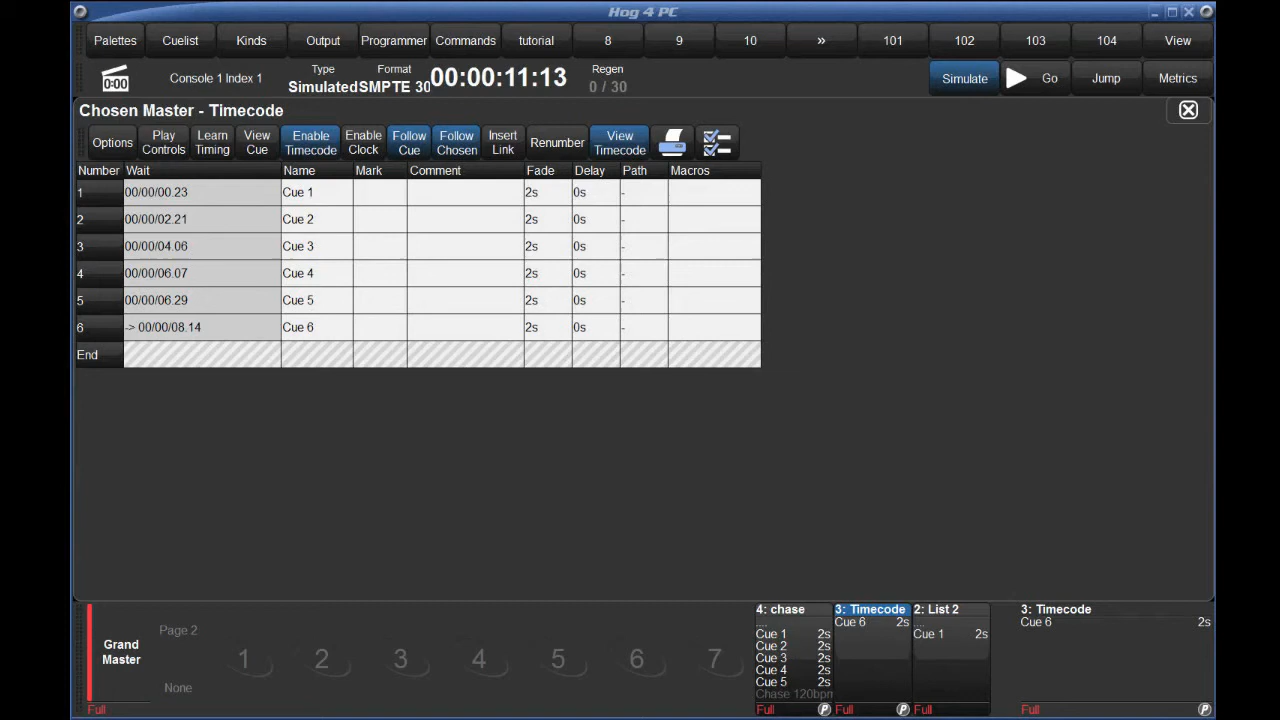 Hog 4 PC
Palettes Cuelist Kinds Output Programmer Commands tutorial 8 9 10 » 101 102 103 104 View
0:00 Console 1 Index 1 Type Simulated Format SMPTE 30 00:00:11:13 Regen 0 / 30 Simulate Go Jump Metrics
Chosen Master - Timecode
Options Play Controls Learn Timing View Cue Enable Timecode Enable Clock Follow Cue Follow Chosen Insert Link Renumber View Timecode
Number Wait Name Mark Comment Fade Delay Path Macros
1 00/00/00.23 Cue 1 2s 0s -
2 00/00/02.21 Cue 2 2s 0s -
3 00/00/04.06 Cue 3 2s 0s -
4 00/00/06.07 Cue 4 2s 0s -
5 00/00/06.29 Cue 5 2s 0s -
6 -> 00/00/08.14 Cue 6 2s 0s -
End
Grand Master
Full
Page 2
None
1 2 3 4 5 6 7
4: chase
....
Cue 1 2s
Cue 2 2s
Cue 3 2s
Cue 4 2s
Cue 5 2s
Chase 120bpm
Full P
3: Timecode
Cue 6 2s
Full P
2: List 2
....
Cue 1 2s
Full
3: Timecode
Cue 6 2s
Full P